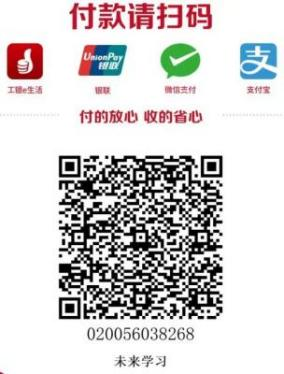 付款请扫码
UnionPay
银联
支
工银e生活 银联 微信支付 支付宝
付的放心 收的省心
020056038268
未来学习